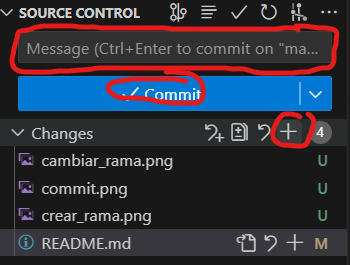 SOURCE CONTROL
Message (Ctrl+Enter to commit on "ma...
Commit
Changes 4
cambiar_rama.png U
commit.png U
crear_rama.png U
README.md M